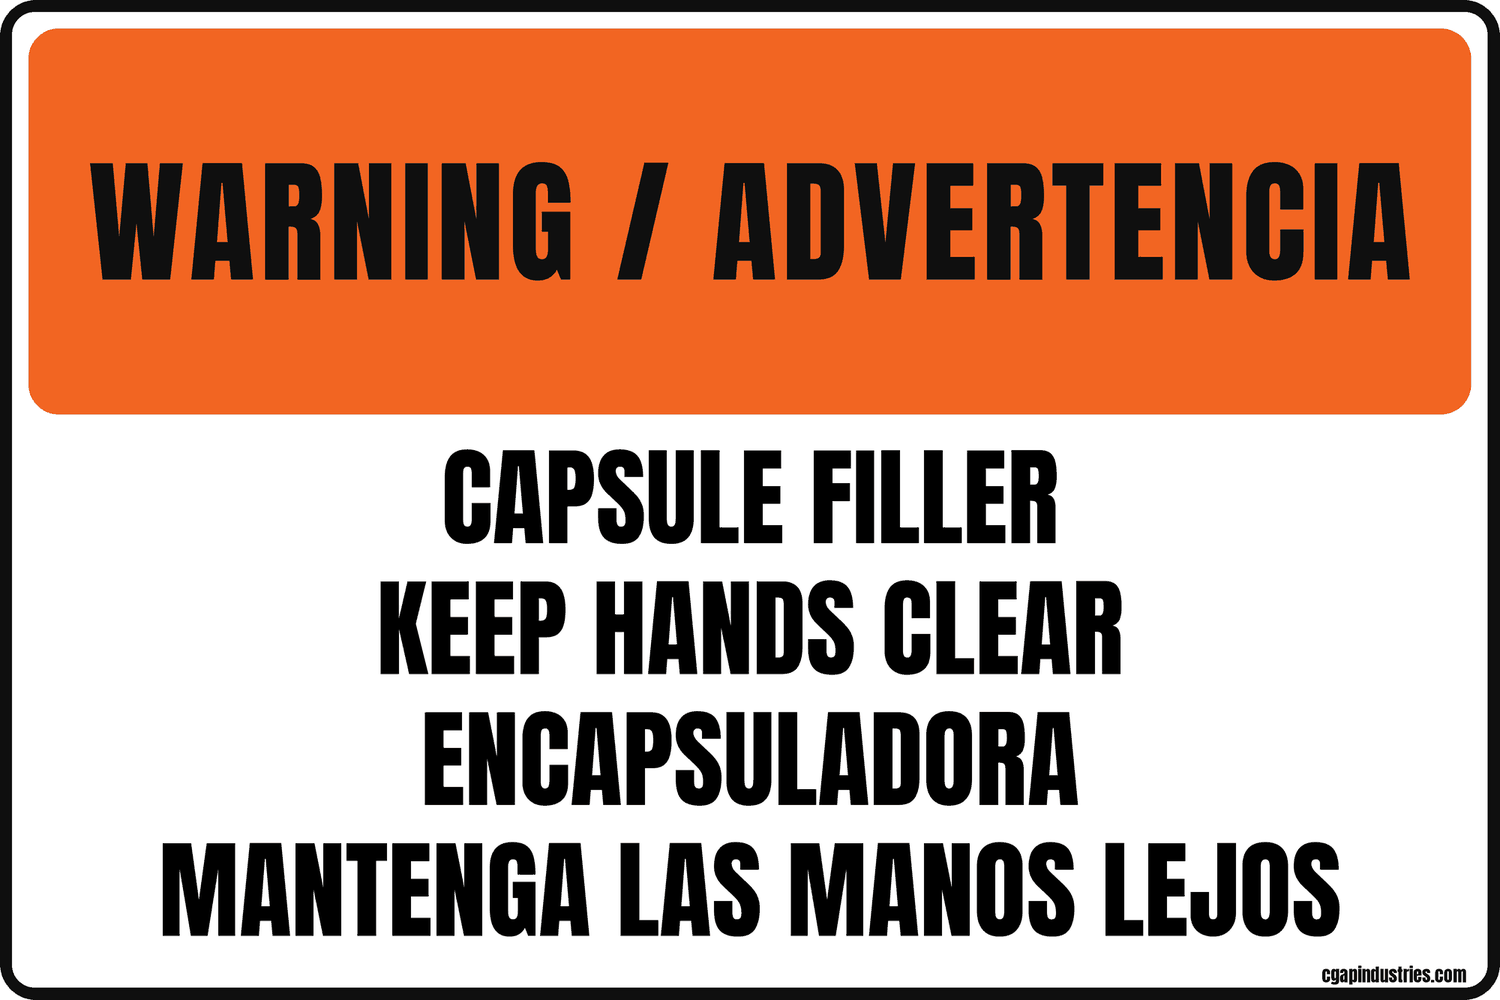 WARNING / ADVERTENCIA
CAPSULE FILLER
KEEP HANDS CLEAR
ENCAPSULADORA
MANTENGA LAS MANOS LEJOS
cgapindustries.com